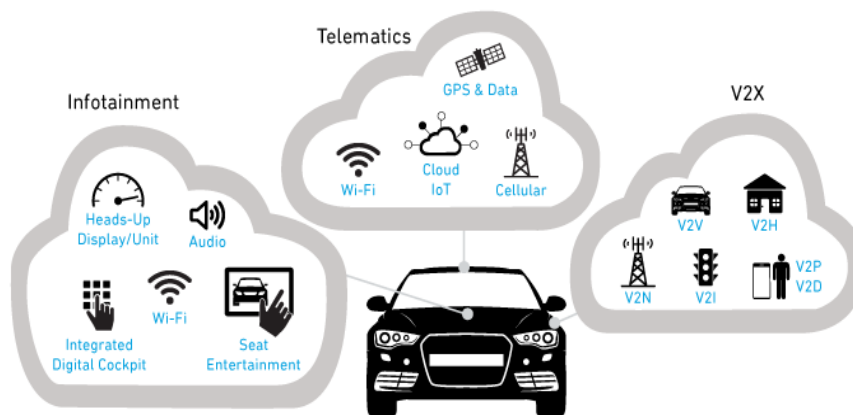 Telematics
GPS & Data
Wi-Fi
Cloud
IoT
Cellular
Infotainment
Heads-Up
Display/Unit
Audio
Integrated
Digital Cockpit
Wi-Fi
Seat
Entertainment
V2X
V2V
V2H
V2N
V2I
V2P
V2D